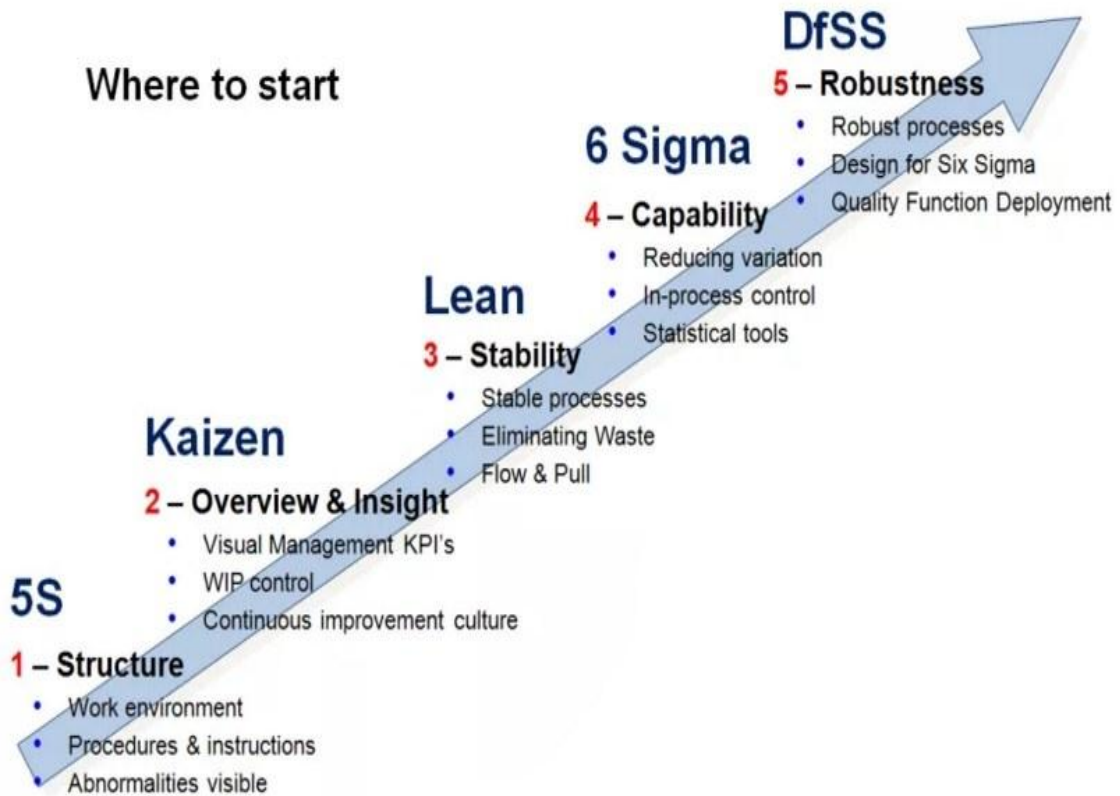 Where to start
5S
1 – Structure
• Work environment
• Procedures & instructions
• Abnormalities visible
Kaizen
2 – Overview & Insight
• Visual Management KPI's
• WIP control
• Continuous improvement culture
Lean
3 – Stability
• Stable processes
• Eliminating Waste
• Flow & Pull
6 Sigma
4 – Capability
• Reducing variation
• In-process control
• Statistical tools
DfSS
5 – Robustness
• Robust processes
• Design for Six Sigma
• Quality Function Deployment